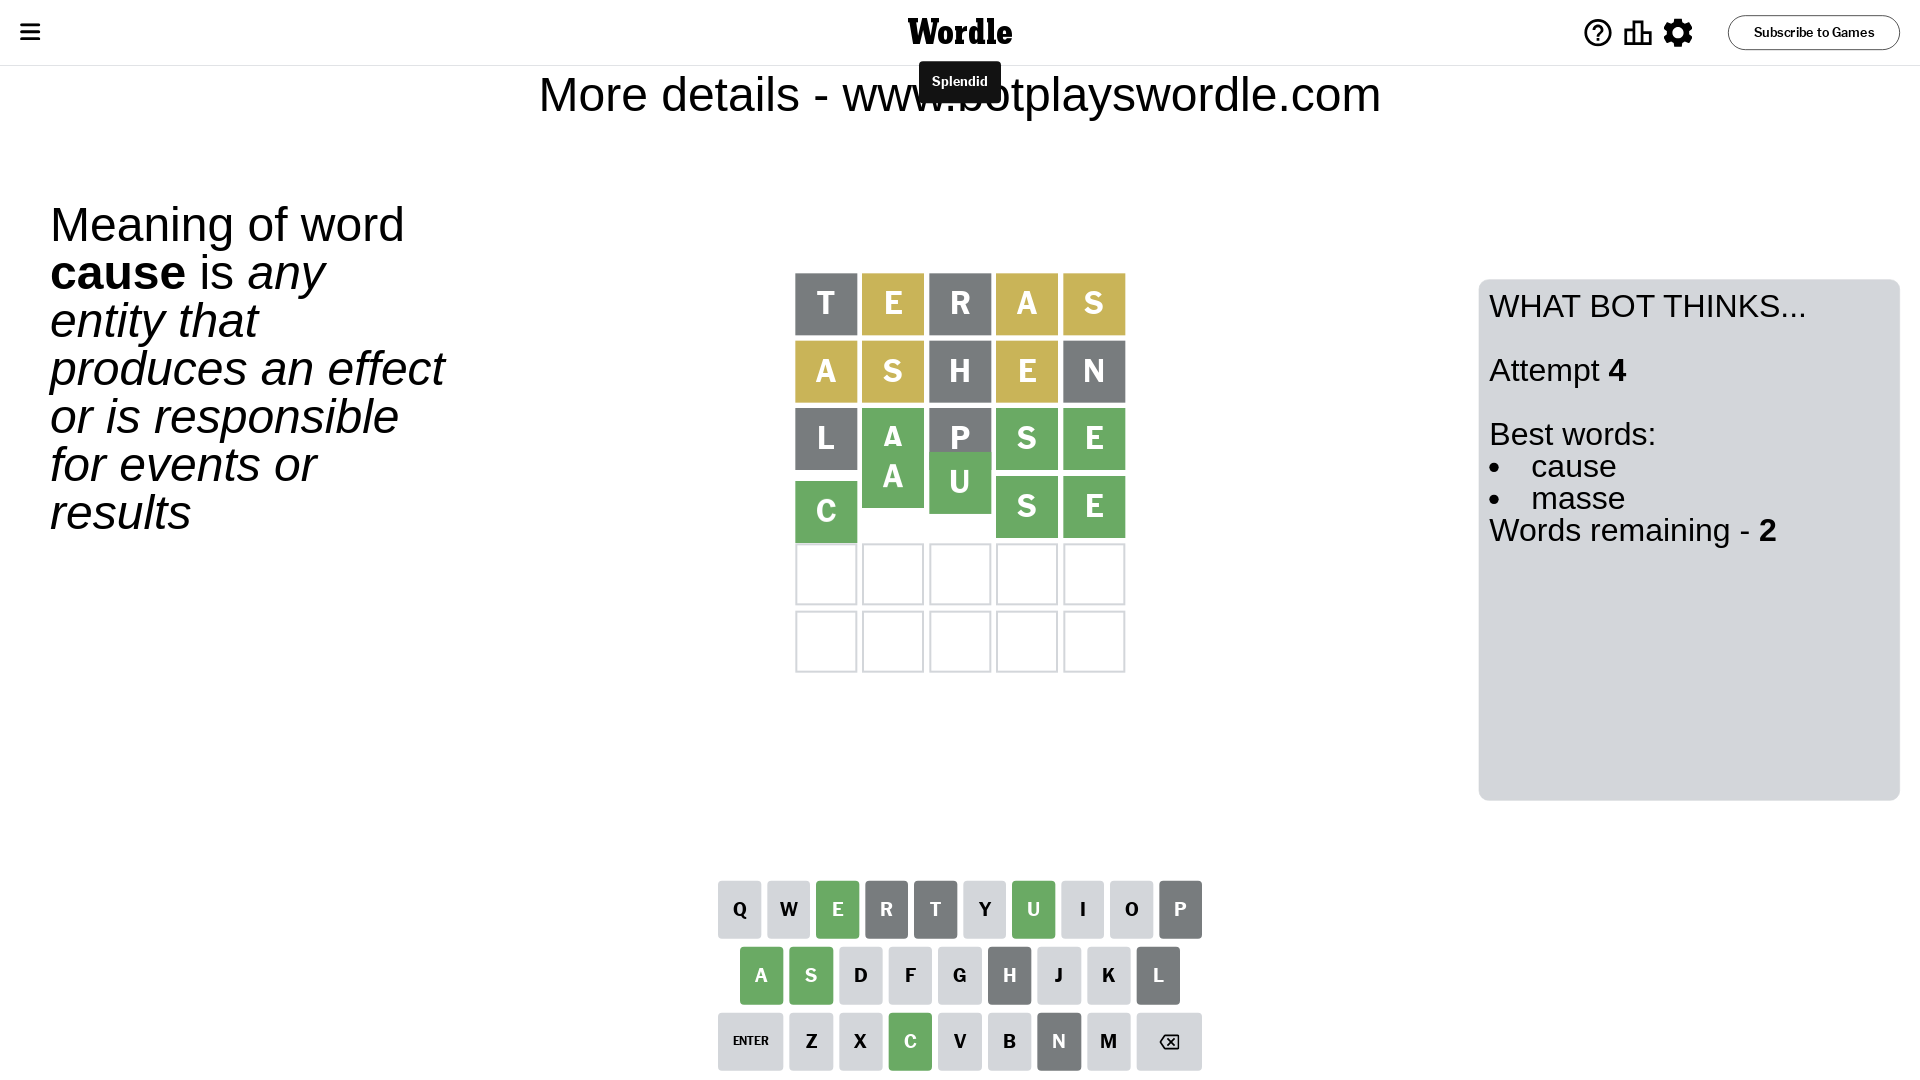 Wordle
Subscribe to Games
Splendid
More details - www.botplayswordle.com
Meaning of word
cause is any
entity that
produces an effect
or is responsible
for events or
results
T E R A S
A S H E N
L A P S E
C A U S E
WHAT BOT THINKS...
Attempt 4
Best words:
• cause
• masse
Words remaining - 2
Q W E R T Y U I O P
A S D F G H J K L
ENTER Z X C V B N M